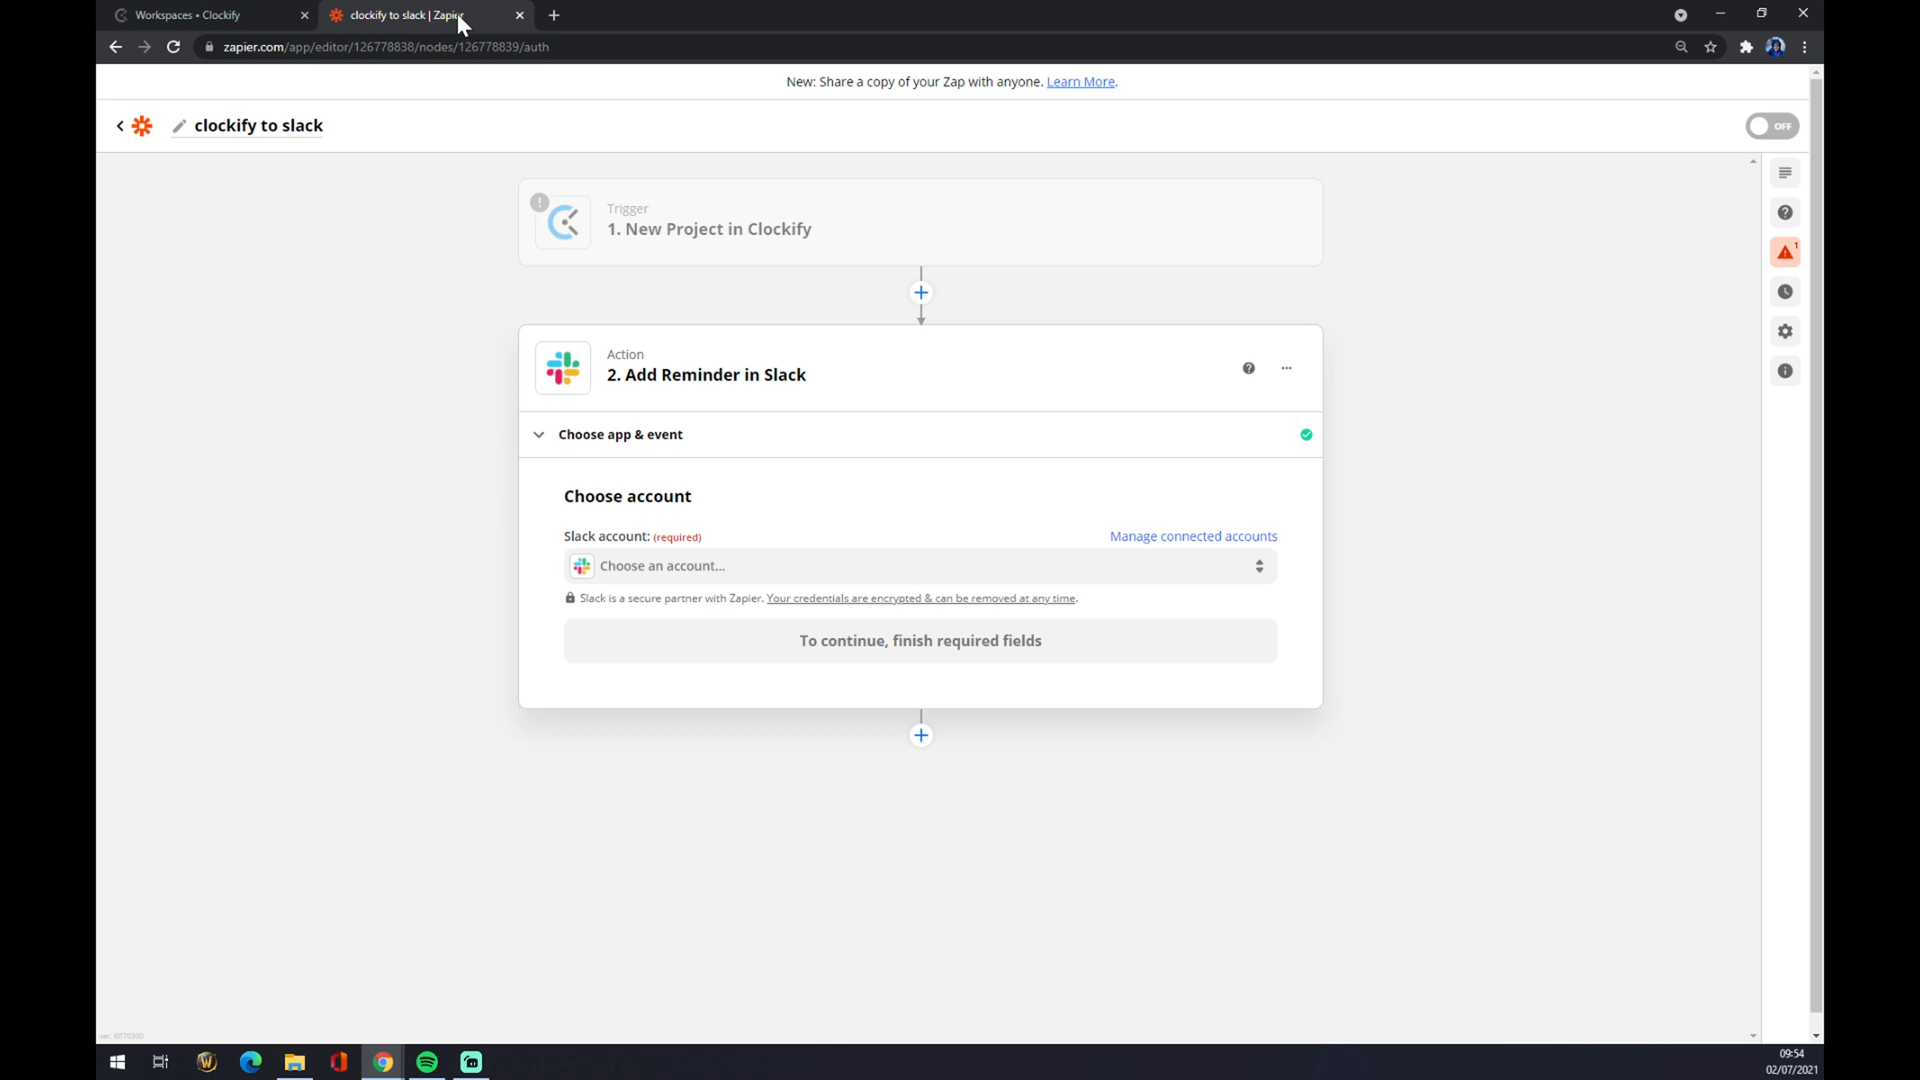 Workspaces • Clockify
clockify to slack | Zapier
zapier.com/app/editor/126778838/nodes/126778839/auth
New: Share a copy of your Zap with anyone. Learn More.
clockify to slack
OFF
Trigger
1. New Project in Clockify
1
Action
2. Add Reminder in Slack
Choose app & event
Choose account
Slack account: (required)
Manage connected accounts
Choose an account...
Slack is a secure partner with Zapier. Your credentials are encrypted & can be removed at any time.
To continue, finish required fields
09:54
02/07/2021